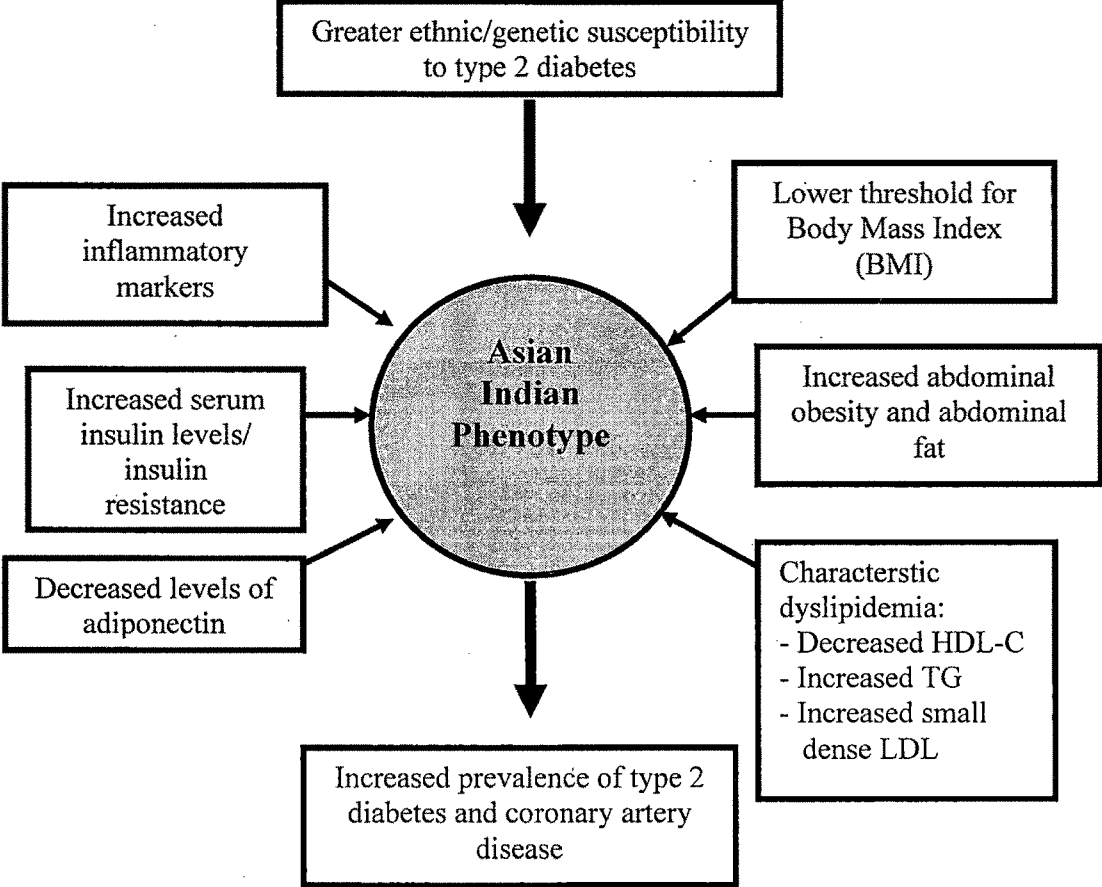 Greater ethnic/genetic susceptibility
to type 2 diabetes
Increased
inflammatory
markers
Lower threshold for
Body Mass Index
(BMI)
Asian
Indian
Phenotype
Increased serum
insulin levels/
insulin
resistance
Increased abdominal
obesity and abdominal
fat
Decreased levels of
adiponectin
Characterstic
dyslipidemia:
- Decreased HDL-C
- Increased TG
- Increased small
dense LDL
Increased prevalence of type 2
diabetes and coronary artery
disease